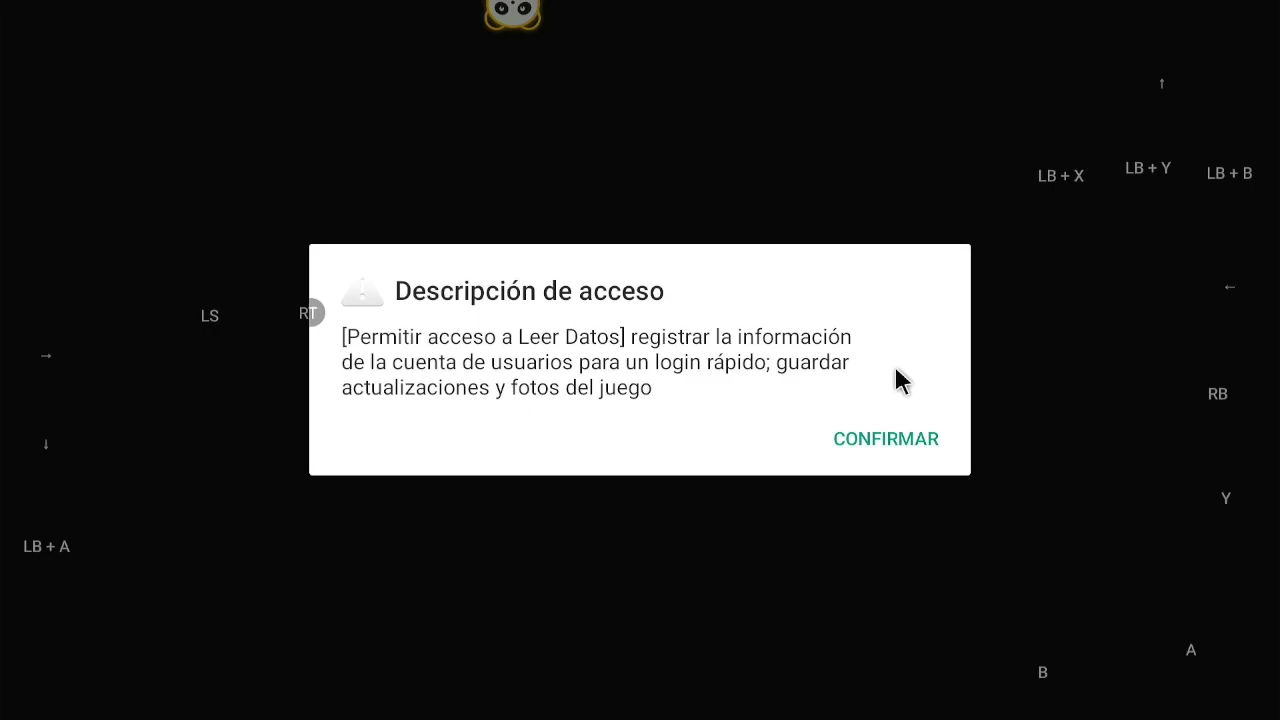 ↑
LB + X
LB + Y
LB + B
←
Descripción de acceso
LS
RT
[Permitir acceso a Leer Datos] registrar la información
de la cuenta de usuarios para un login rápido; guardar
actualizaciones y fotos del juego
→
RB
CONFIRMAR
↓
Y
LB + A
A
B